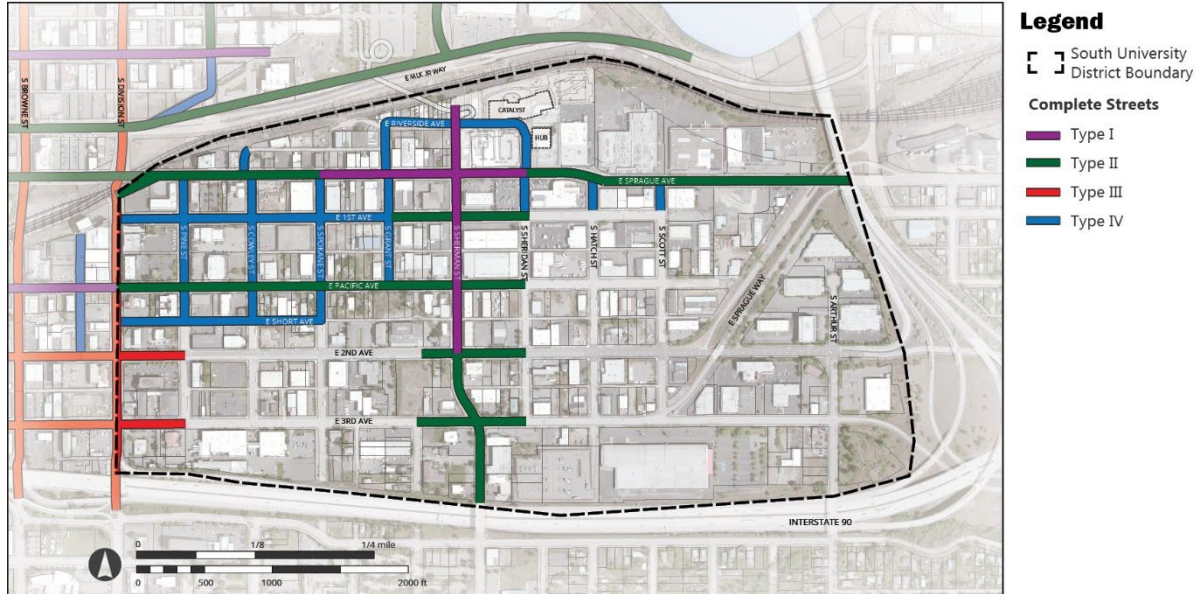 Legend
South University
District Boundary
Complete Streets
Type I
Type II
Type III
Type IV
S BROWNE ST
S DIVISION ST
E MLK JR WAY
CATALYST
HUB
E RIVERSIDE AVE
E SPRAGUE AVE
E 1ST AVE
S PINE ST
S COWLEY ST
S SPOKANE ST
S GRANT ST
S SHERMAN ST
S SHERIDAN ST
S HATCH ST
S SCOTT ST
E PACIFIC AVE
E SPRAGUE WAY
S ARTHUR ST
E SHORT AVE
E 2ND AVE
E 3RD AVE
INTERSTATE 90
0 1/8 1/4 mile
0 500 1000 2000 ft